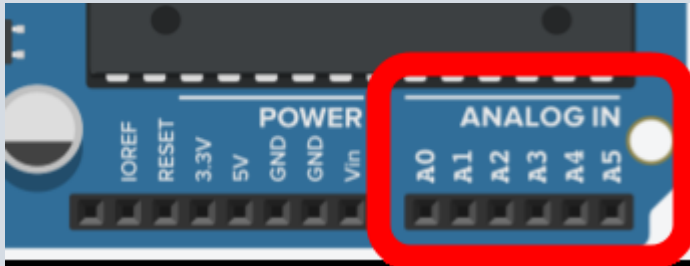 POWER
ANALOG IN
IOREF
RESET
3.3V
5V
GND
GND
Vin
A0
A1
A2
A3
A4
A5